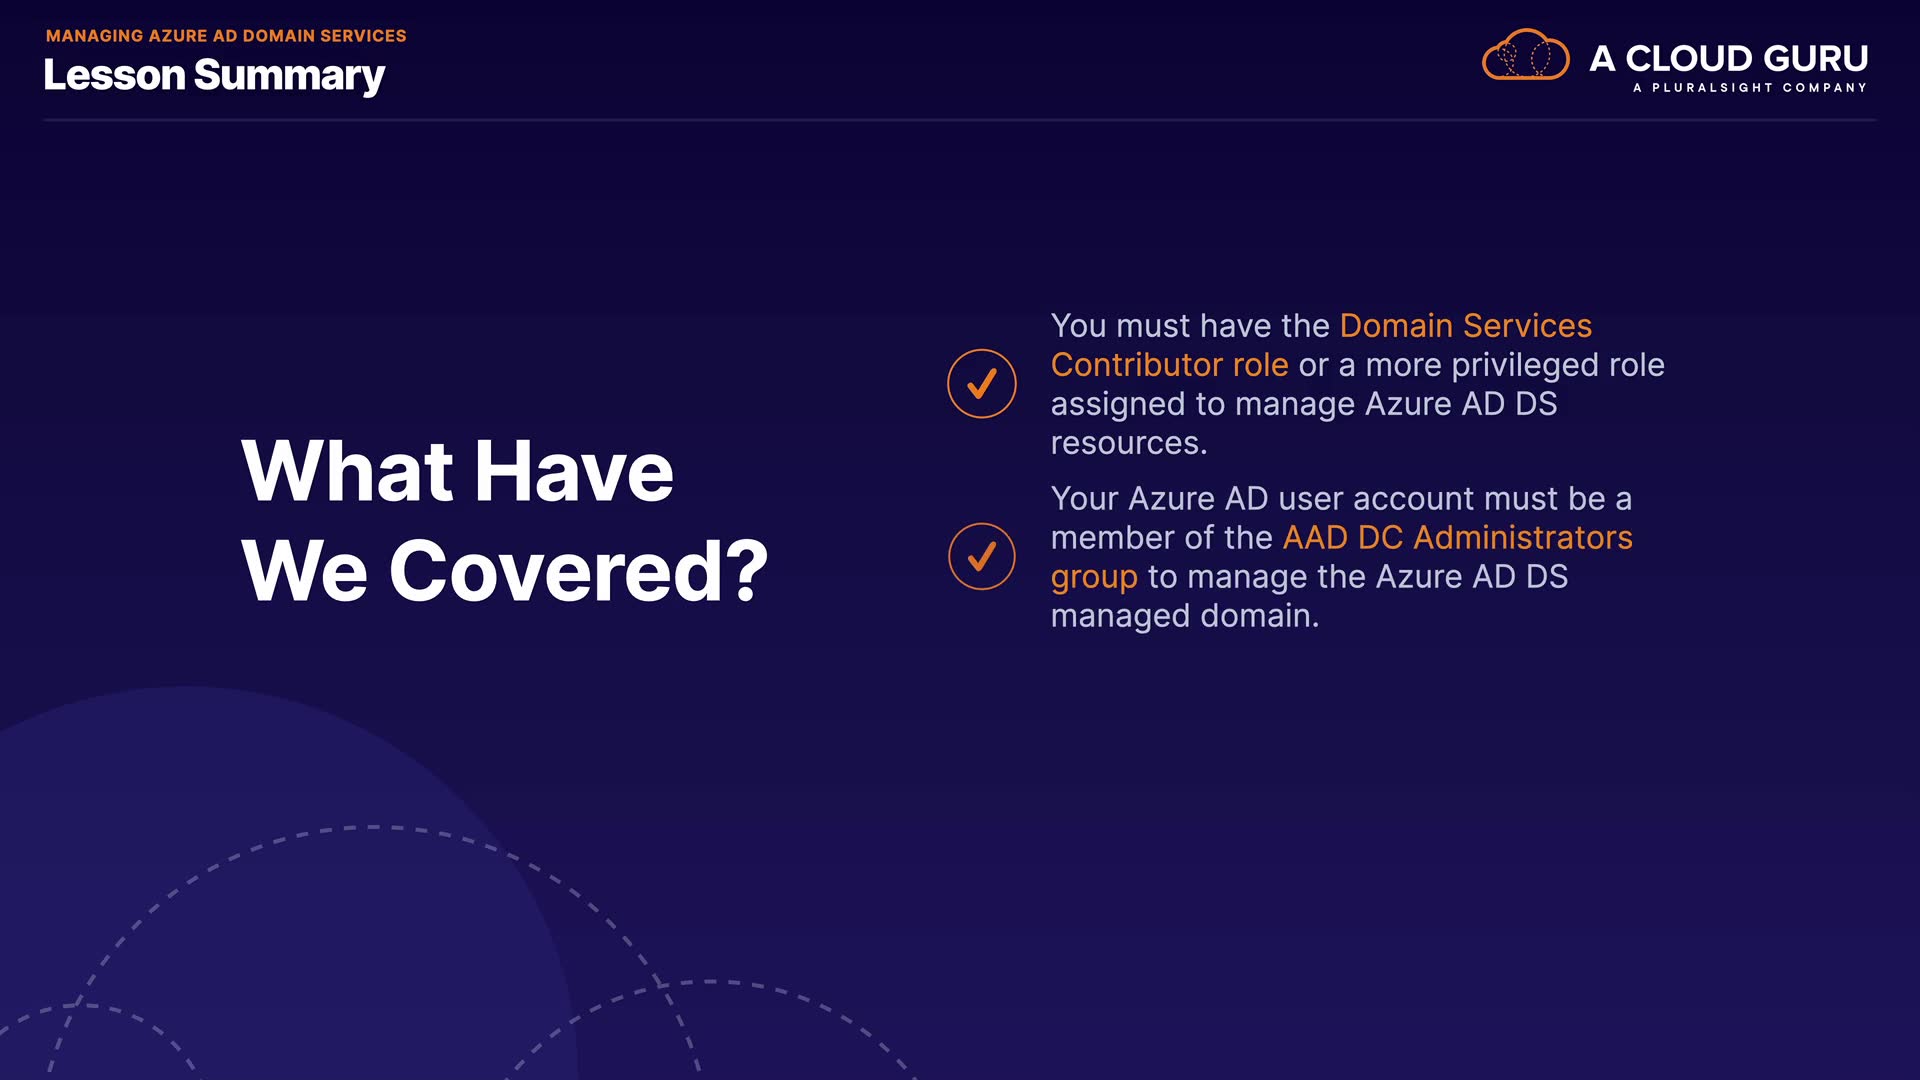 MANAGING AZURE AD DOMAIN SERVICES
Lesson Summary
A CLOUD GURU
A PLURALSIGHT COMPANY
What Have
We Covered?
You must have the Domain Services
Contributor role or a more privileged role
assigned to manage Azure AD DS
resources.
Your Azure AD user account must be a
member of the AAD DC Administrators
group to manage the Azure AD DS
managed domain.